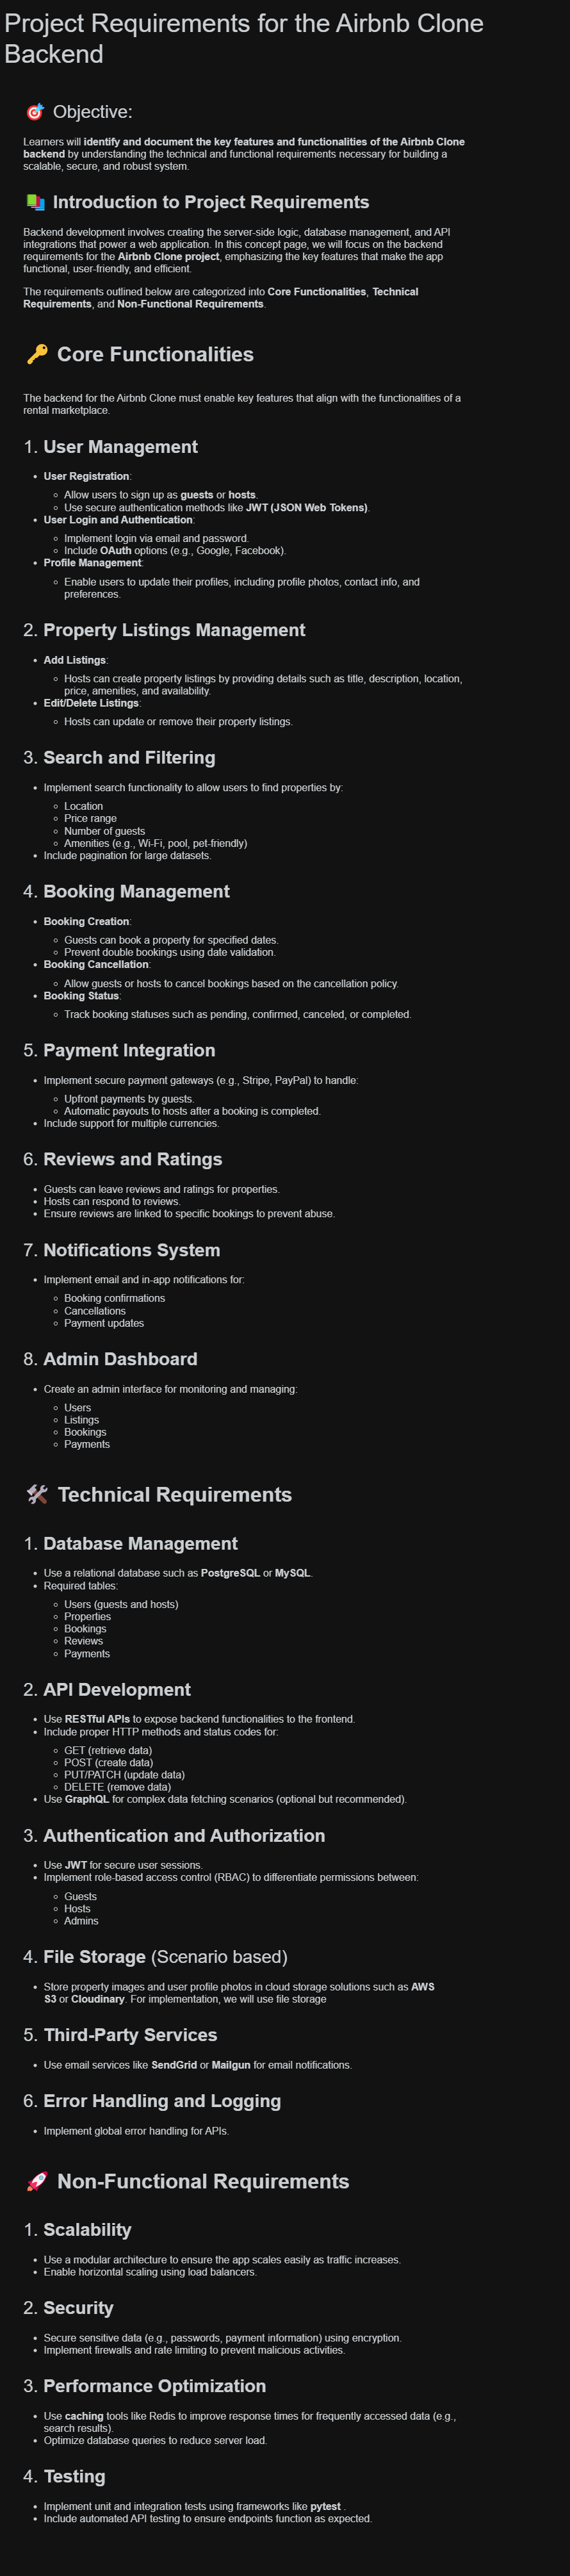 Project Requirements for the Airbnb Clone
Backend
🎯 Objective:
Learners will identify and document the key features and functionalities of the Airbnb Clone
backend by understanding the technical and functional requirements necessary for building a
scalable, secure, and robust system.
📚 Introduction to Project Requirements
Backend development involves creating the server-side logic, database management, and API
integrations that power a web application. In this concept page, we will focus on the backend
requirements for the Airbnb Clone project, emphasizing the key features that make the app
functional, user-friendly, and efficient.
The requirements outlined below are categorized into Core Functionalities, Technical
Requirements, and Non-Functional Requirements.
🔑 Core Functionalities
The backend for the Airbnb Clone must enable key features that align with the functionalities of a
rental marketplace.
1. User Management
• User Registration:
◦ Allow users to sign up as guests or hosts.
◦ Use secure authentication methods like JWT (JSON Web Tokens).
• User Login and Authentication:
◦ Implement login via email and password.
◦ Include OAuth options (e.g., Google, Facebook).
• Profile Management:
◦ Enable users to update their profiles, including profile photos, contact info, and
preferences.
2. Property Listings Management
• Add Listings:
◦ Hosts can create property listings by providing details such as title, description, location,
price, amenities, and availability.
• Edit/Delete Listings:
◦ Hosts can update or remove their property listings.
3. Search and Filtering
• Implement search functionality to allow users to find properties by:
◦ Location
◦ Price range
◦ Number of guests
◦ Amenities (e.g., Wi-Fi, pool, pet-friendly)
• Include pagination for large datasets.
4. Booking Management
• Booking Creation:
◦ Guests can book a property for specified dates.
◦ Prevent double bookings using date validation.
• Booking Cancellation:
◦ Allow guests or hosts to cancel bookings based on the cancellation policy.
• Booking Status:
◦ Track booking statuses such as pending, confirmed, canceled, or completed.
5. Payment Integration
• Implement secure payment gateways (e.g., Stripe, PayPal) to handle:
◦ Upfront payments by guests.
◦ Automatic payouts to hosts after a booking is completed.
• Include support for multiple currencies.
6. Reviews and Ratings
• Guests can leave reviews and ratings for properties.
• Hosts can respond to reviews.
• Ensure reviews are linked to specific bookings to prevent abuse.
7. Notifications System
• Implement email and in-app notifications for:
◦ Booking confirmations
◦ Cancellations
◦ Payment updates
8. Admin Dashboard
• Create an admin interface for monitoring and managing:
◦ Users
◦ Listings
◦ Bookings
◦ Payments
🛠️ Technical Requirements
1. Database Management
• Use a relational database such as PostgreSQL or MySQL.
• Required tables:
◦ Users (guests and hosts)
◦ Properties
◦ Bookings
◦ Reviews
◦ Payments
2. API Development
• Use RESTful APIs to expose backend functionalities to the frontend.
• Include proper HTTP methods and status codes for:
◦ GET (retrieve data)
◦ POST (create data)
◦ PUT/PATCH (update data)
◦ DELETE (remove data)
• Use GraphQL for complex data fetching scenarios (optional but recommended).
3. Authentication and Authorization
• Use JWT for secure user sessions.
• Implement role-based access control (RBAC) to differentiate permissions between:
◦ Guests
◦ Hosts
◦ Admins
4. File Storage (Scenario based)
• Store property images and user profile photos in cloud storage solutions such as AWS
S3 or Cloudinary. For implementation, we will use file storage
5. Third-Party Services
• Use email services like SendGrid or Mailgun for email notifications.
6. Error Handling and Logging
• Implement global error handling for APIs.
🚀 Non-Functional Requirements
1. Scalability
• Use a modular architecture to ensure the app scales easily as traffic increases.
• Enable horizontal scaling using load balancers.
2. Security
• Secure sensitive data (e.g., passwords, payment information) using encryption.
• Implement firewalls and rate limiting to prevent malicious activities.
3. Performance Optimization
• Use caching tools like Redis to improve response times for frequently accessed data (e.g.,
search results).
• Optimize database queries to reduce server load.
4. Testing
• Implement unit and integration tests using frameworks like pytest .
• Include automated API testing to ensure endpoints function as expected.